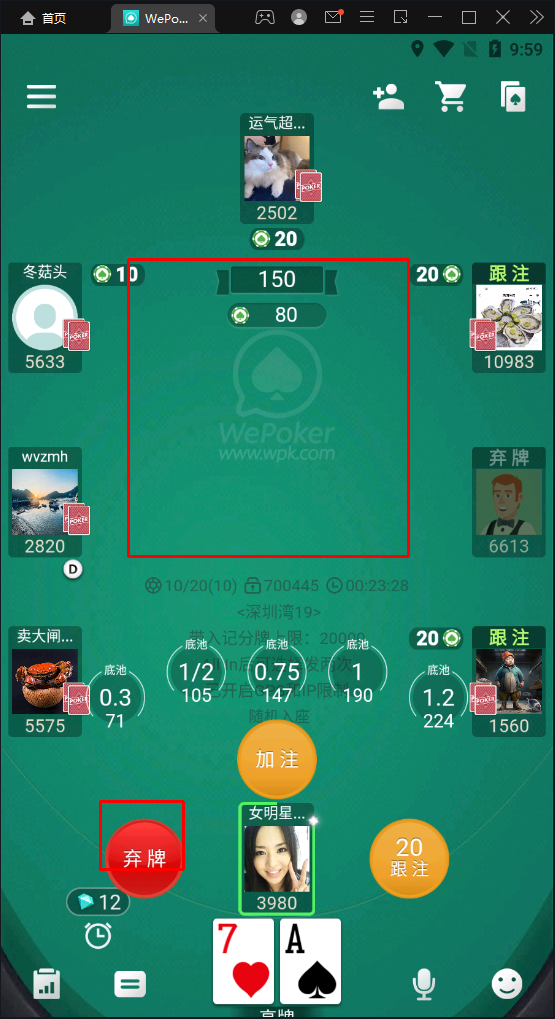 首页
WePo...
9:59
运气超...
2502
20
冬菇头
10
5633
150
80
20
跟注
10983
WePoker
www.wpk.com
wvzmh
2820
D
弃牌
6613
10/20(10) 700445 00:23:28
<深圳湾19>
带入记分牌上限：20000
随机入座
卖大闸...
5575
底池
0.3
71
底池
1/2
105
底池
0.75
147
底池
1
190
底池
1.2
224
20
跟注
1560
加注
弃牌
女明星...
3980
20
跟注
12
7
A
高牌